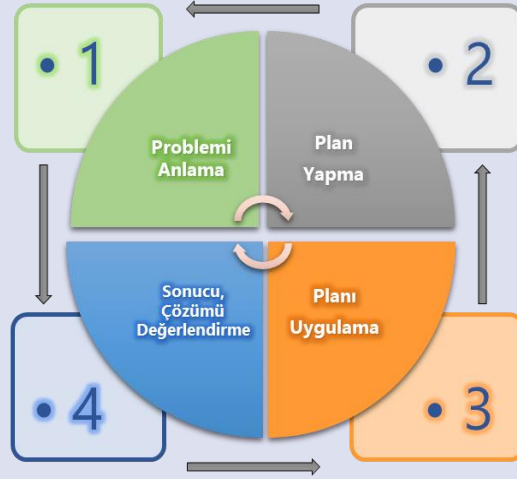 • 1
Problemi
Anlama
• 2
Plan
Yapma
• 3
Planı
Uygulama
• 4
Sonucu,
Çözümü
Değerlendirme